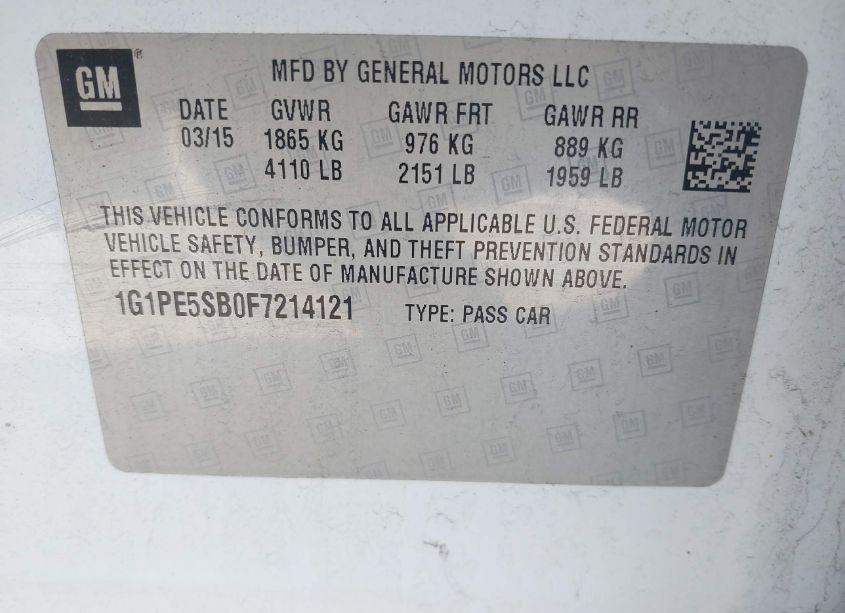 GM
MFD BY GENERAL MOTORS LLC
DATE GVWR GAWR FRT GAWR RR
03/15 1865 KG 976 KG 889 KG
4110 LB 2151 LB 1959 LB
THIS VEHICLE CONFORMS TO ALL APPLICABLE U.S. FEDERAL MOTOR
VEHICLE SAFETY, BUMPER, AND THEFT PREVENTION STANDARDS IN
EFFECT ON THE DATE OF MANUFACTURE SHOWN ABOVE.
1G1PE5SB0F7214121 TYPE: PASS CAR